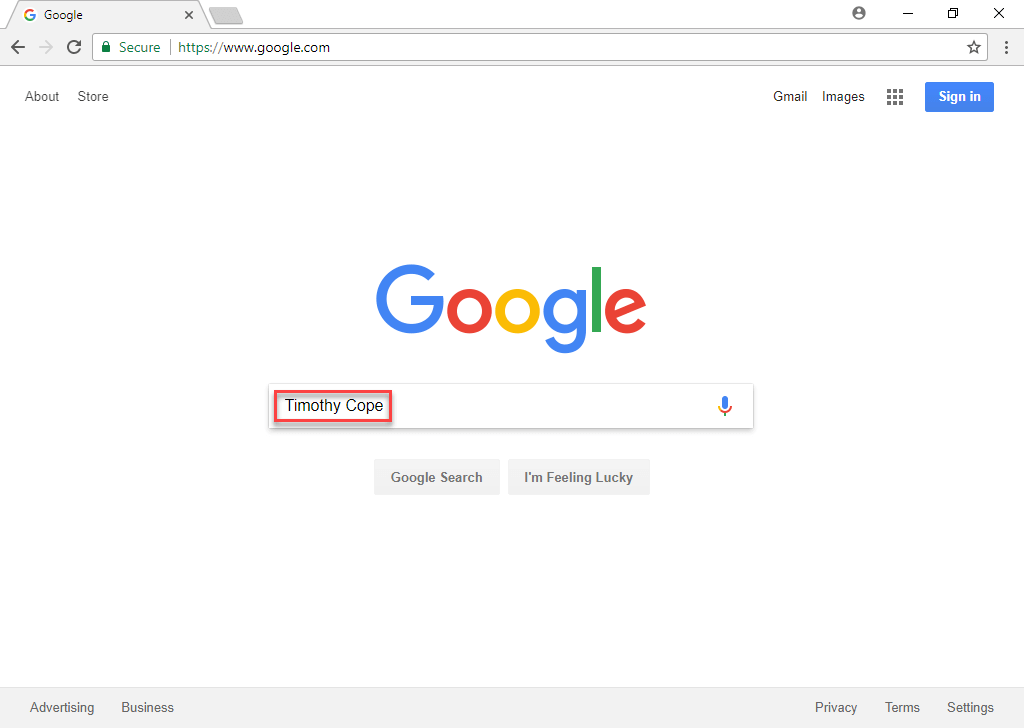 Google
Secure https://www.google.com
About Store Gmail Images Sign in
Google
Timothy Cope
Google Search I'm Feeling Lucky
Advertising Business Privacy Terms Settings